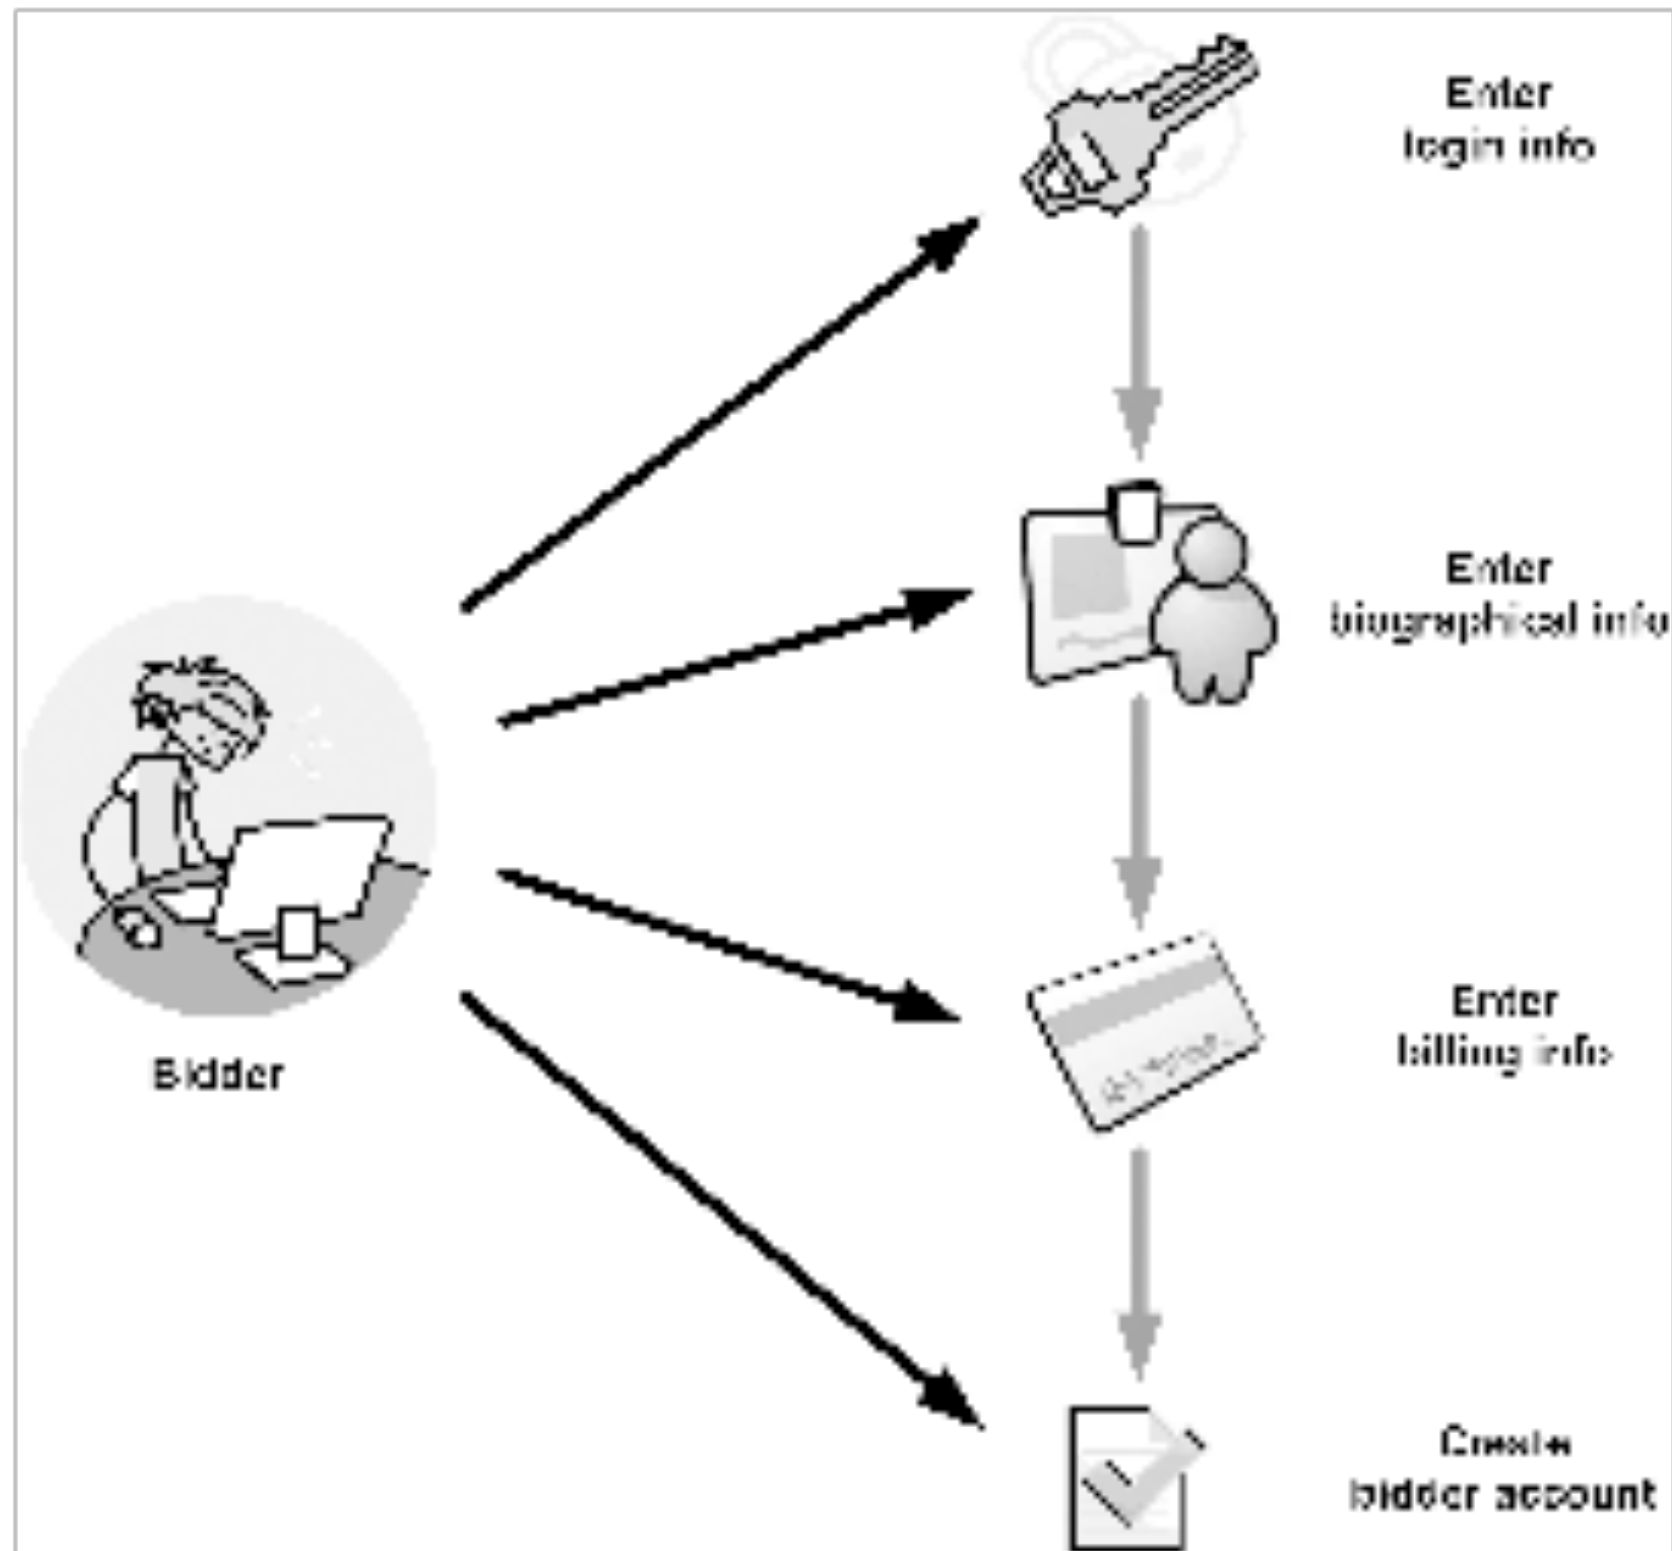 Enter
login info
Enter
biographical info
Bidder
Enter
billing info
Create
bidder account